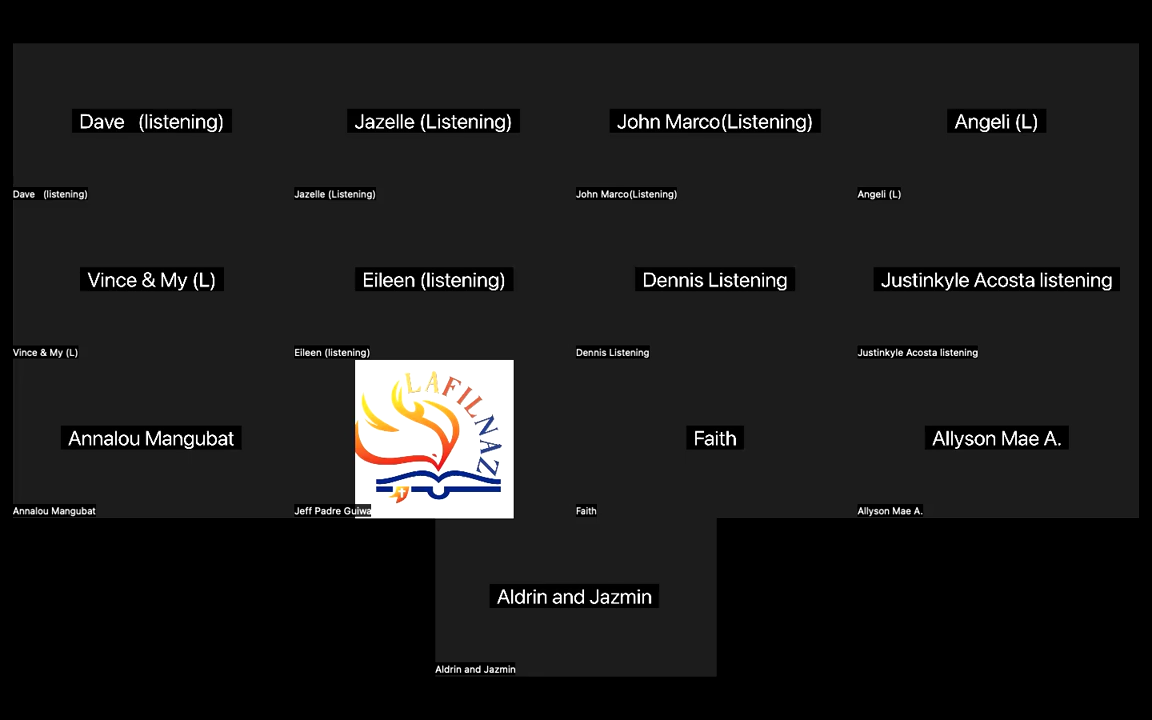 Dave (listening)
Jazelle (Listening)
John Marco(Listening)
Angeli (L)
Dave (listening)
Jazelle (Listening)
John Marco(Listening)
Angeli (L)
Vince & My (L)
Eileen (listening)
Dennis Listening
Justinkyle Acosta listening
Vince & My (L)
Eileen (listening)
Dennis Listening
Justinkyle Acosta listening
Annalou Mangubat
LAFILNAZ
Faith
Allyson Mae A.
Annalou Mangubat
Jeff Padre Guiwa
Faith
Allyson Mae A.
Aldrin and Jazmin
Aldrin and Jazmin